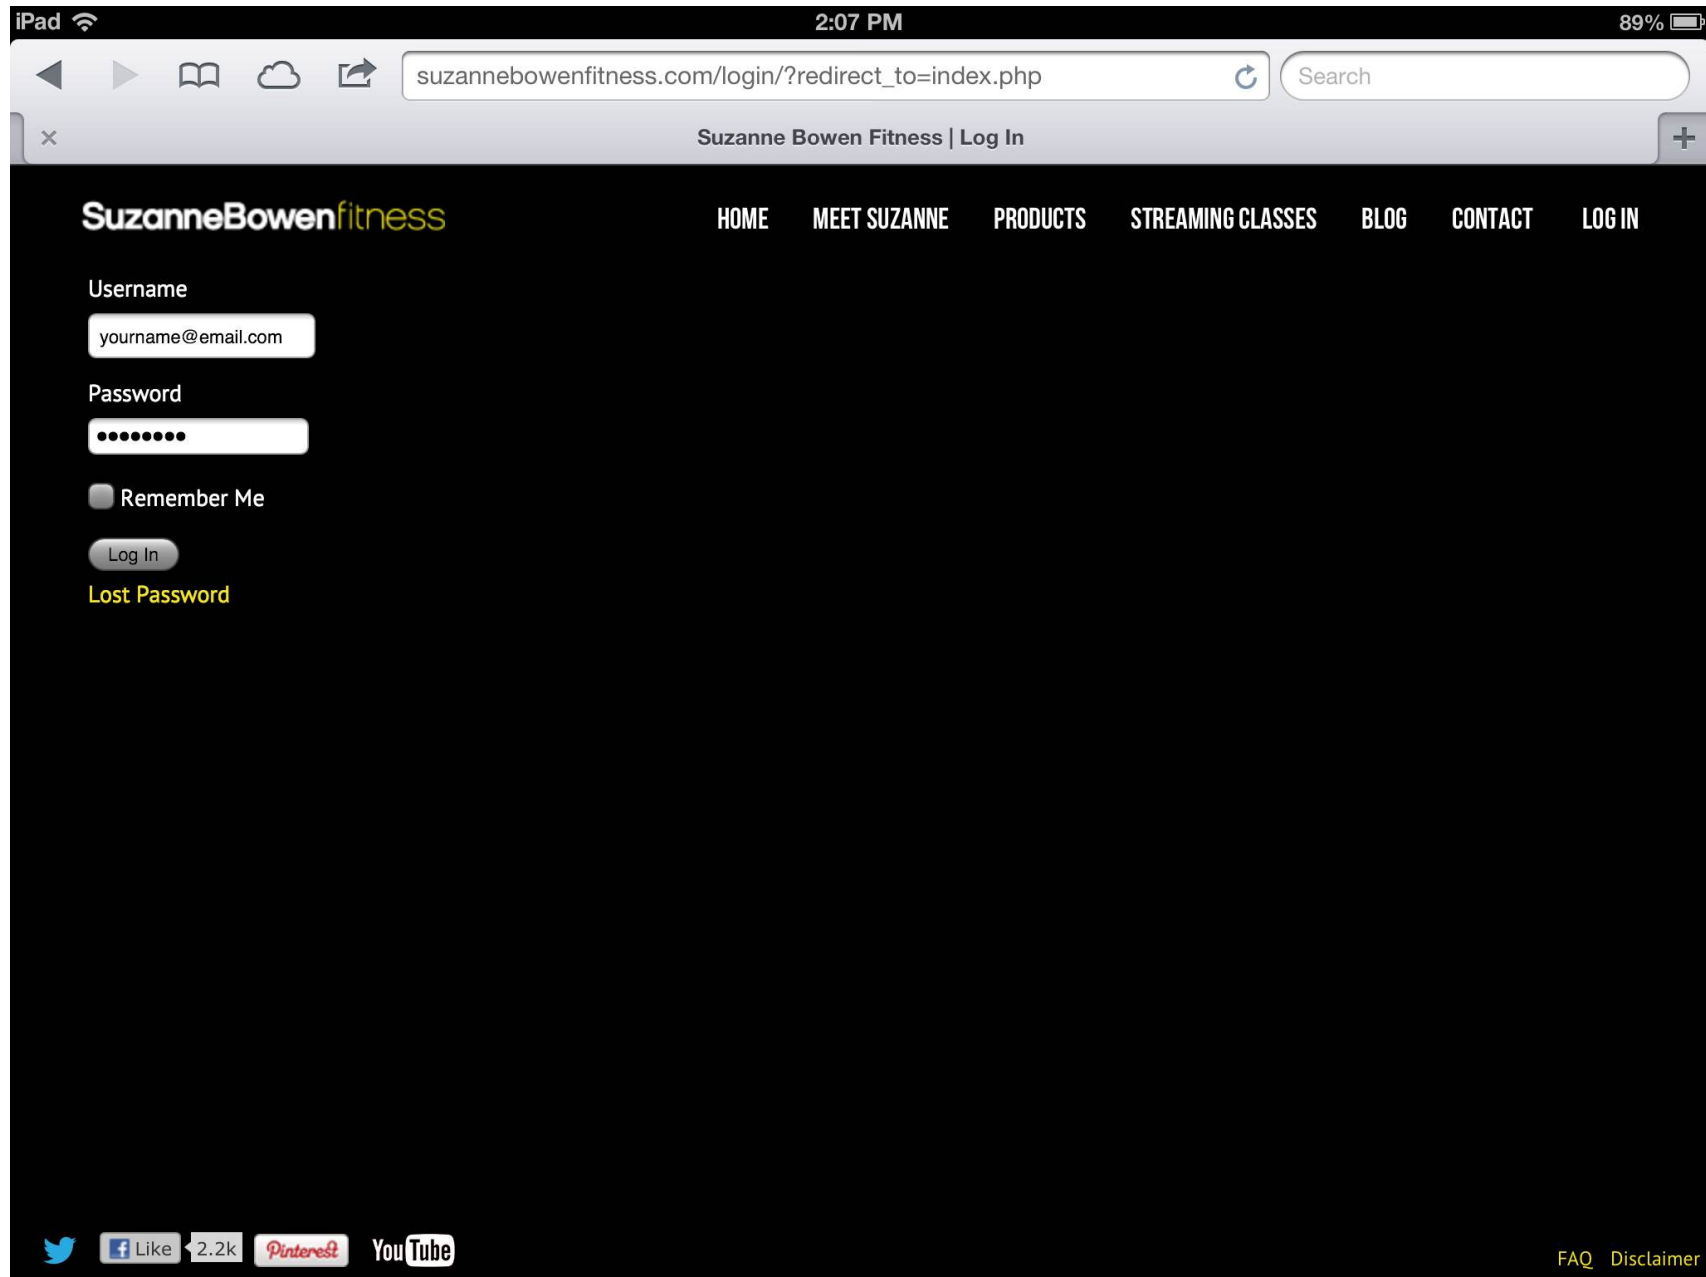 iPad 2:07 PM 89%
suzannebowenfitness.com/login/?redirect_to=index.php Search
Suzanne Bowen Fitness | Log In
SuzanneBowenfitness HOME MEET SUZANNE PRODUCTS STREAMING CLASSES BLOG CONTACT LOG IN
Username
yourname@email.com
Password
••••••••
Remember Me
Log In
Lost Password
Like 2.2k Pinterest YouTube FAQ Disclaimer